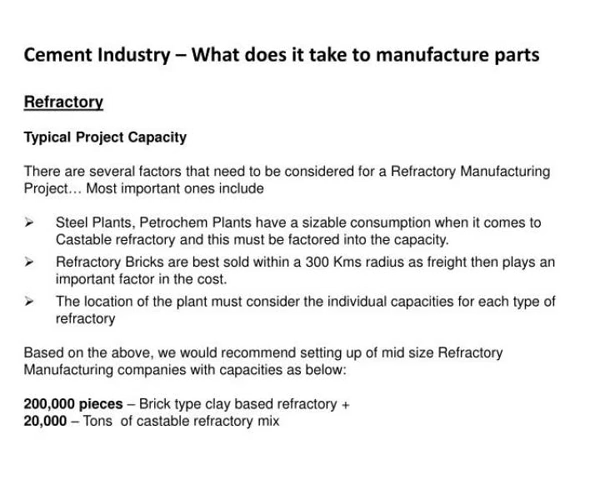 Cement Industry – What does it take to manufacture parts
Refractory
Typical Project Capacity
There are several factors that need to be considered for a Refractory Manufacturing
Project… Most important ones include
➢ Steel Plants, Petrochem Plants have a sizable consumption when it comes to
Castable refractory and this must be factored into the capacity.
➢ Refractory Bricks are best sold within a 300 Kms radius as freight then plays an
important factor in the cost.
➢ The location of the plant must consider the individual capacities for each type of
refractory
Based on the above, we would recommend setting up of mid size Refractory
Manufacturing companies with capacities as below:
200,000 pieces – Brick type clay based refractory +
20,000 – Tons of castable refractory mix